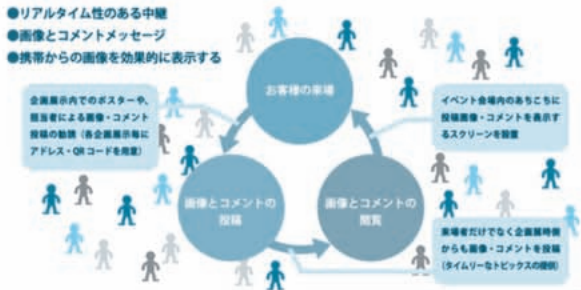 ●リアルタイム性のある中継
●画像とコメントメッセージ
●携帯からの画像を効果的に表示する
お客様の来場
企画展示内でのポスターや、
担当者による画像・コメント
投稿の勧誘（各企画展示毎に
アドレス・QRコードを用意）
イベント会場内のあちこちに
投稿画像・コメントを表示す
るスクリーンを設置
画像とコメントの
投稿
画像とコメントの
閲覧
来場者だけでなく企画展時側
からも画像・コメントを投稿
（タイムリーなトピックスの提供）